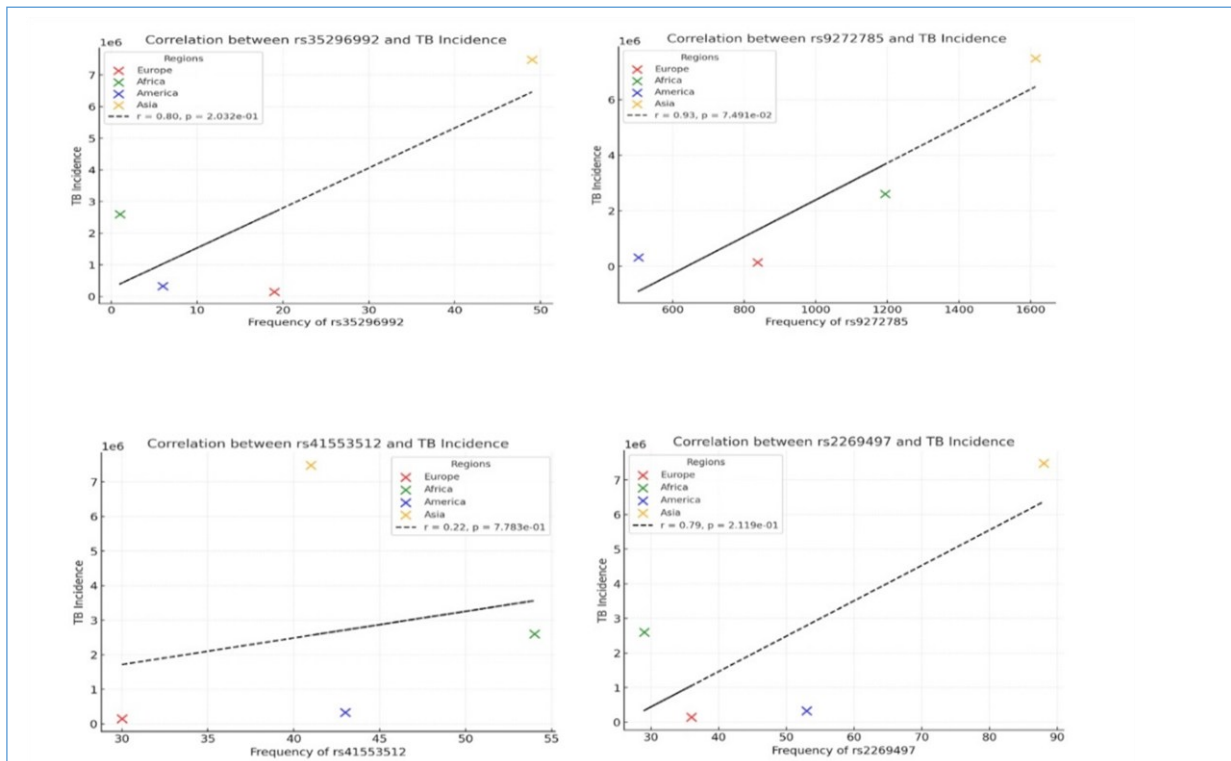 Correlation between rs35296992 and TB Incidence
1e6
Regions
Europe
Africa
America
Asia
r = 0.80, p = 2.032e-01
7
6
5
4
3
2
1
0
TB Incidence
0 10 20 30 40 50
Frequency of rs35296992
Correlation between rs9272785 and TB Incidence
1e6
Regions
Europe
Africa
America
Asia
r = 0.93, p = 7.491e-02
6
4
2
0
TB Incidence
600 800 1000 1200 1400 1600
Frequency of rs9272785
Correlation between rs41553512 and TB Incidence
1e6
Regions
Europe
Africa
America
Asia
r = 0.22, p = 7.783e-01
7
6
5
4
3
2
1
0
TB Incidence
30 35 40 45 50 55
Frequency of rs41553512
Correlation between rs2269497 and TB Incidence
1e6
Regions
Europe
Africa
America
Asia
r = 0.79, p = 2.119e-01
7
6
5
4
3
2
1
0
TB Incidence
30 40 50 60 70 80 90
Frequency of rs2269497